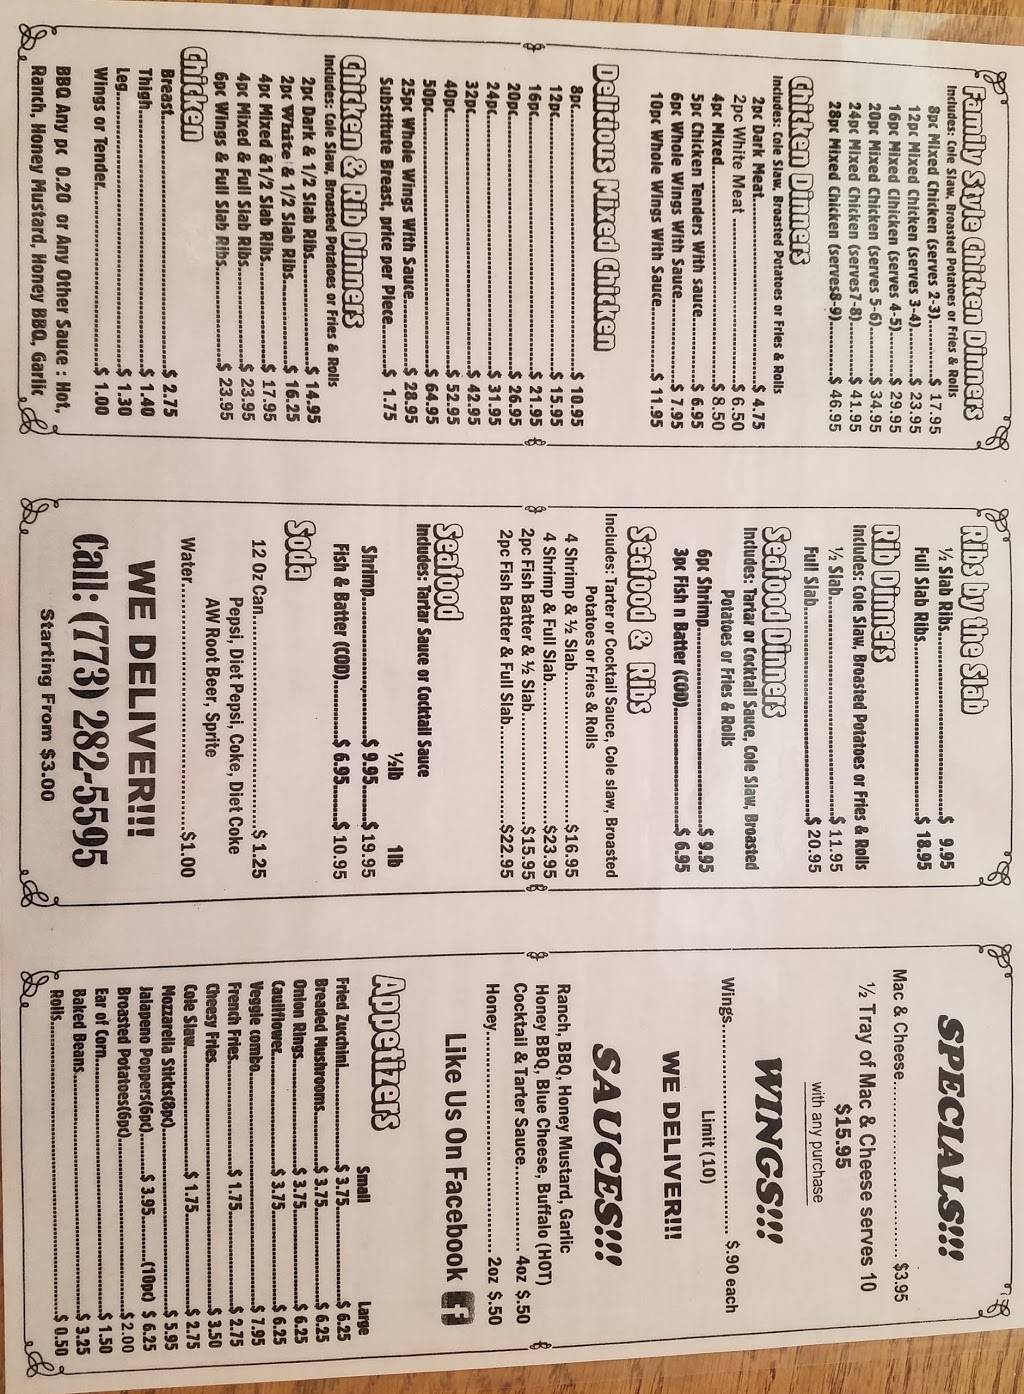 Family Style Chicken Dinners
Includes: Cole Slaw, Broasted Potatoes or Fries & Rolls
8pc Mixed Chicken (serves 2-3)..........$ 17.95
12pc Mixed Chicken (serves 3-4)..........$ 23.95
16pc Mixed Chicken (serves 4-5)..........$ 29.95
20pc Mixed Chicken (serves 5-6)..........$ 34.95
24pc Mixed Chicken (serves7-8)..........$ 41.95
28pc Mixed Chicken (serves8-9)..........$ 46.95
Chicken Dinners
Includes: Cole Slaw, Broasted Potatoes or Fries & Rolls
2pc Dark Meat..........$ 4.75
2pc White Meat ..........$ 6.50
4pc Mixed..........$ 8.50
5pc Chicken Tenders With sauce..........$ 6.95
6pc Whole Wings With Sauce..........$ 7.95
10pc Whole Wings With Sauce..........$ 11.95
Delicious Mixed Chicken
8pc..........$ 10.95
12pc..........$ 15.95
16pc..........$ 21.95
20pc..........$ 26.95
24pc..........$ 31.95
32pc..........$ 42.95
40pc..........$ 52.95
50pc..........$ 64.95
25pc Whole Wings With Sauce..........$ 28.95
Substitute Breast, price per Piece..........$ 1.75
Chicken & Rib Dinners
Includes: Cole Slaw, Broasted Potatoes or Fries & Rolls
2pc Dark & 1/2 Slab Ribs..........$ 14.95
2pc White & 1/2 Slab Ribs..........$ 16.25
4pc Mixed &1/2 Slab Ribs..........$ 17.95
4pc Mixed & Full Slab Ribs..........$ 23.95
6pc Wings & Full Slab Ribs..........$ 23.95
Chicken
Breast..........$ 2.75
Thigh..........$ 1.40
Leg..........$ 1.30
Wings or Tender..........$ 1.00
BBQ Any pc 0.20 or Any Other Sauce : Hot,
Ranch, Honey Mustard, Honey BBQ, Garlic
Ribs by the Slab
½ Slab Ribs..........$ 9.95
Full Slab Ribs..........$ 18.95
Rib Dinners
Includes: Cole Slaw, Broasted Potatoes or Fries & Rolls
½ Slab..........$ 11.95
Full Slab..........$ 20.95
Seafood Dinners
Includes: Tartar or Cocktail Sauce, Cole Slaw, Broasted
Potatoes or Fries & Rolls
6pc Shrimp..........$ 9.95
3pc Fish n Batter (COD)..........$ 6.95
Seafood & Ribs
Includes: Tarter or Cocktail Sauce, Cole slaw, Broasted
Potatoes or Fries & Rolls
4 Shrimp & ½ Slab..........$16.95
4 Shrimp & Full Slab..........$23.95
2pc Fish Batter & ½ Slab..........$15.95
2pc Fish Batter & Full Slab..........$22.95
Seafood
Includes: Tartar Sauce or Cocktail Sauce
½lb 1lb
Shrimp..........$ 9.95..........$ 19.95
Fish & Batter (COD)..........$ 6.95..........$ 10.95
Soda
12 Oz Can..........$ 1.25
Pepsi, Diet Pepsi, Coke, Diet Coke
AW Root Beer, Sprite
Water..........$1.00
WE DELIVER!!!
Call: (773) 282-5595
Starting From $3.00
SPECIALS!!!
Mac & Cheese.......... $3.95
½ Tray of Mac & Cheese serves 10
$15.95
with any purchase
WINGS!!!
Wings.......... $.90 each
Limit (10)
WE DELIVER!!!
SAUCES!!!
Ranch, BBQ, Honey Mustard, Garlic
Honey BBQ, Blue Cheese, Buffalo (HOT)
Cocktail & Tarter Sauce.......... 4oz $.50
Honey.......... 2oz $.50
Like Us On Facebook f
Appetizers
Small Large
Fried Zucchini..........$ 3.75..........$ 6.25
Breaded Mushrooms..........$ 3.75..........$ 6.25
Onion Rings..........$ 3.75..........$ 6.25
Cauliflower..........$ 3.75..........$ 6.25
Veggie combo..........$ 7.95
French Fries..........$ 1.75..........$ 2.75
Cheesy Fries..........$ 3.50
Cole Slaw..........$ 1.75..........$ 2.75
Mozzarella Sticks(8pc)..........$ 5.95
Jalapeno Poppers(6pc)..........$ 3.95..........(10pc) $ 6.25
Broasted Potatoes(6pc)..........$ 2.00
Ear of Corn..........$ 1.50
Baked Beans..........$ 3.25
Rolls..........$ 0.50